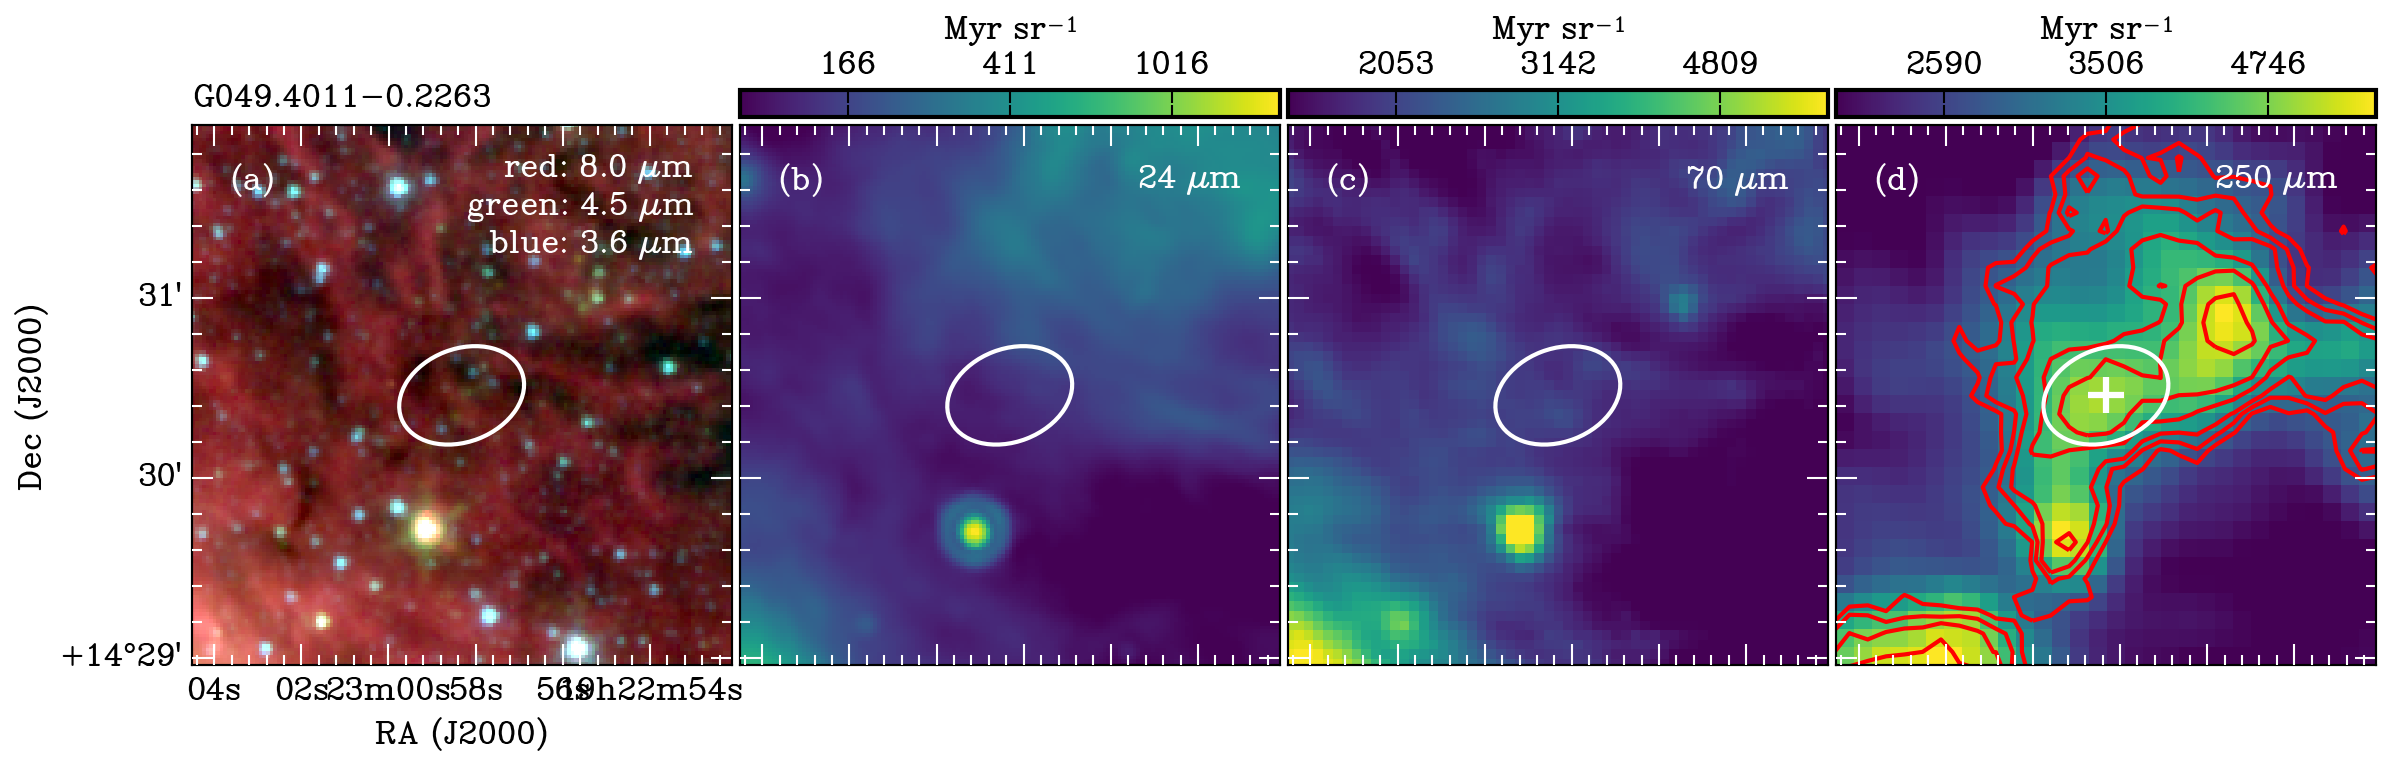 Myr sr⁻¹
166 411 1016
Myr sr⁻¹
2053 3142 4809
Myr sr⁻¹
2590 3506 4746
G049.4011−0.2263
(a)
red: 8.0 μm
green: 4.5 μm
blue: 3.6 μm
(b)
24 μm
(c)
70 μm
(d)
250 μm
Dec (J2000)
31'
30'
+14°29'
04s 02s 23m00s 58s 56s 19h22m54s
RA (J2000)